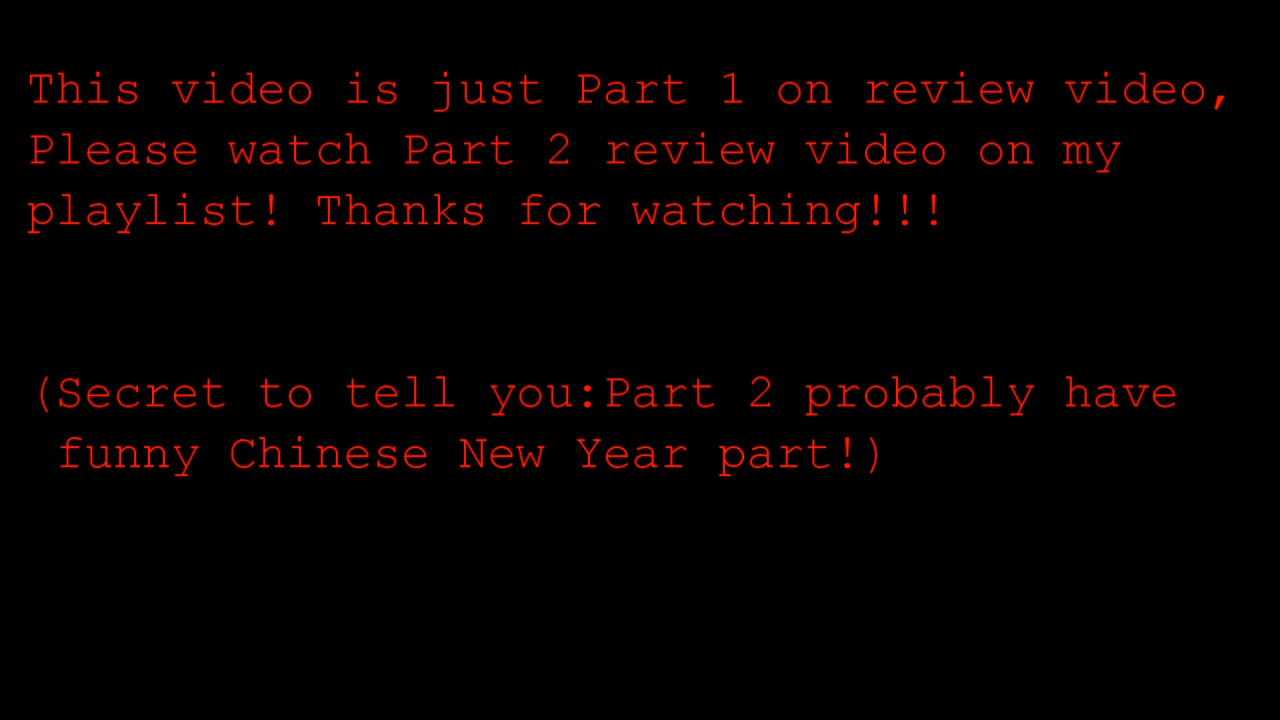 This video is just Part 1 on review video,
Please watch Part 2 review video on my
playlist! Thanks for watching!!!
(Secret to tell you:Part 2 probably have
funny Chinese New Year part!)